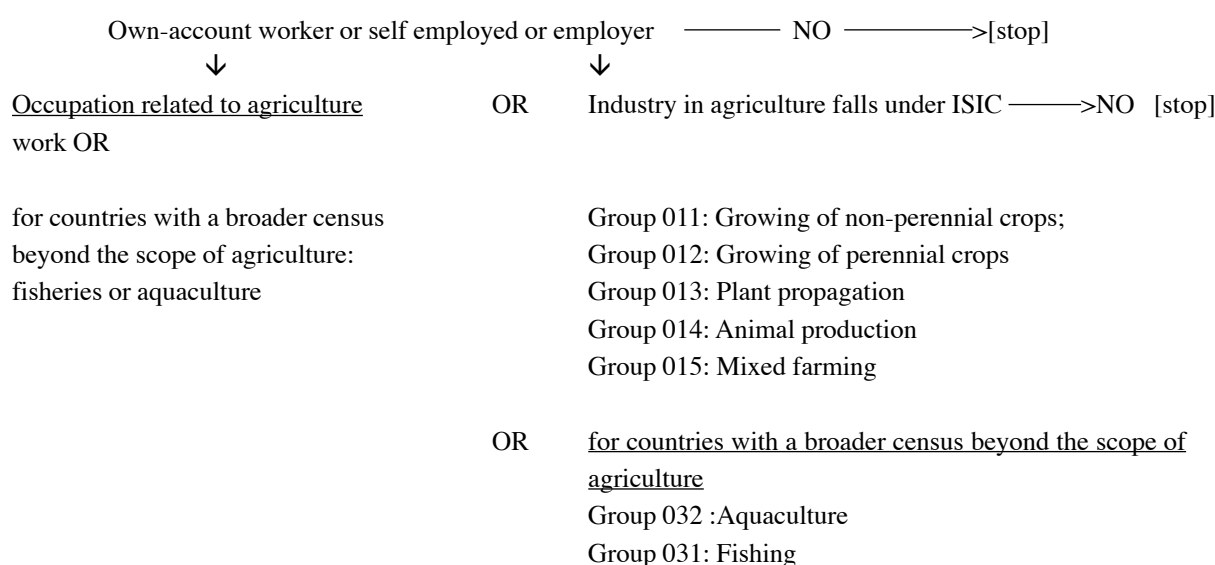 Own-account worker or self employed or employer ——— NO ————>[stop]
↓ ↓
Occupation related to agriculture OR Industry in agriculture falls under ISIC ———>NO [stop]
work OR
for countries with a broader census Group 011: Growing of non-perennial crops;
beyond the scope of agriculture: Group 012: Growing of perennial crops
fisheries or aquaculture Group 013: Plant propagation
Group 014: Animal production
Group 015: Mixed farming
OR for countries with a broader census beyond the scope of
agriculture
Group 032 :Aquaculture
Group 031: Fishing